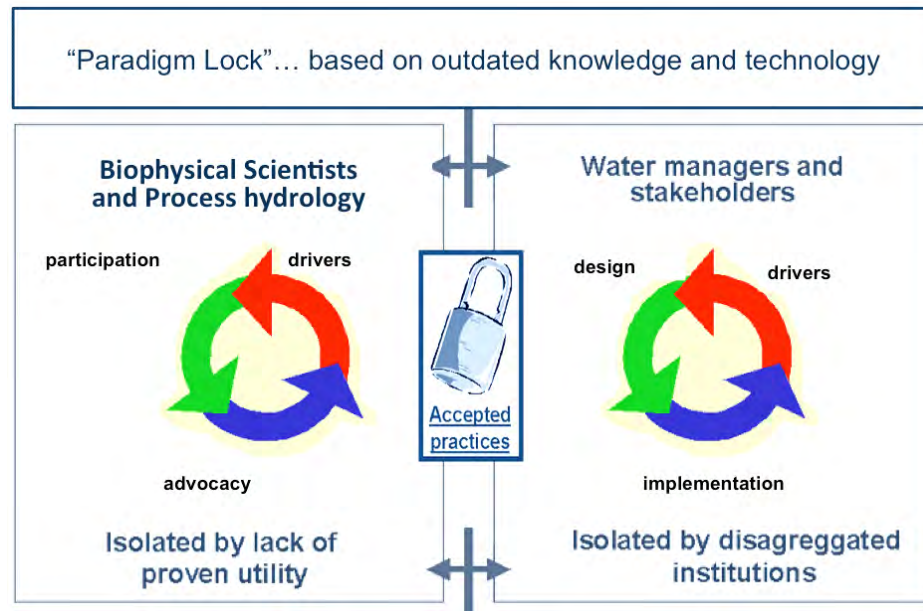 “Paradigm Lock”… based on outdated knowledge and technology
Biophysical Scientists
and Process hydrology
participation
drivers
advocacy
Isolated by lack of
proven utility
Accepted
practices
Water managers and
stakeholders
design
drivers
implementation
Isolated by disagreggated
institutions